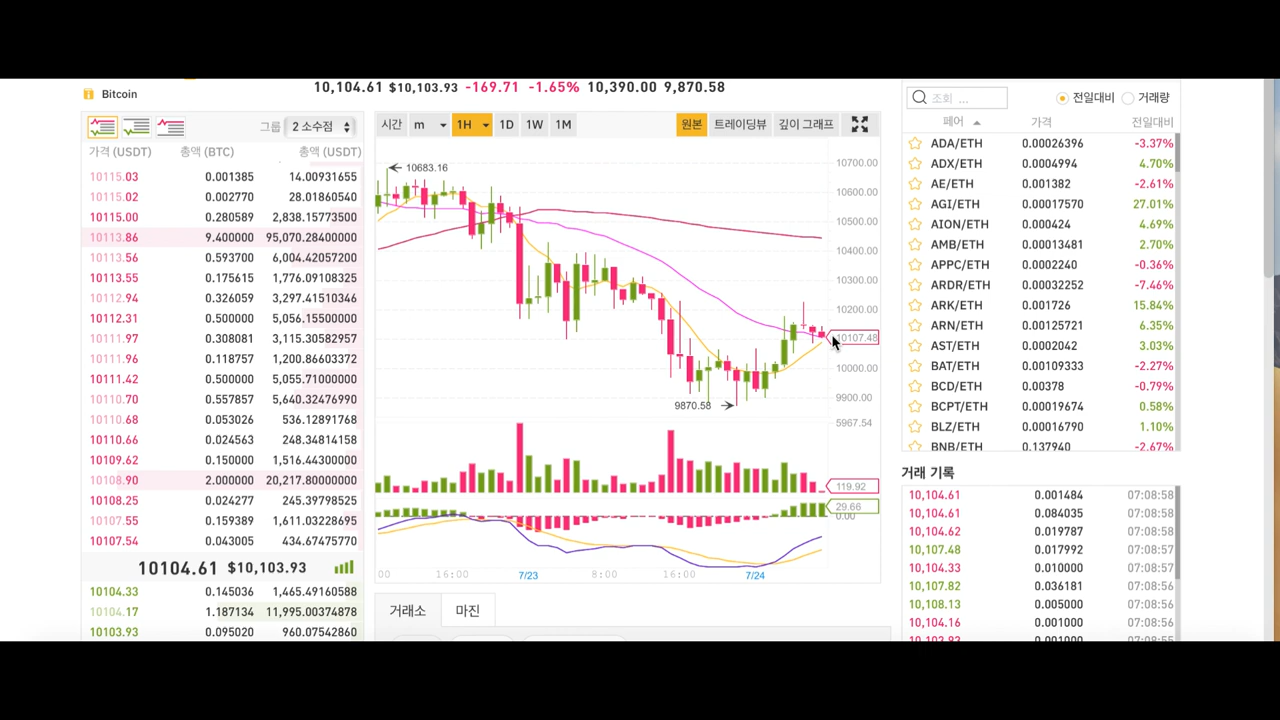 10,104.61 $10,103.93 -169.71 -1.65% 10,390.00 9,870.58
Bitcoin
그룹 2 소수점
가격 (USDT) 총액 (BTC) 총액 (USDT)
10115.03 0.001385 14.00931655
10115.02 0.002770 28.01860540
10115.00 0.280589 2,838.15773500
10113.86 9.400000 95,070.28400000
10113.56 0.593700 6,004.42057200
10113.55 0.175615 1,776.09108325
10112.94 0.326059 3,297.41510346
10112.31 0.500000 5,056.15500000
10111.97 0.308081 3,115.30582957
10111.96 0.118757 1,200.86603372
10111.42 0.500000 5,055.71000000
10110.70 0.557857 5,640.32476990
10110.68 0.053026 536.12891768
10110.66 0.024563 248.34814158
10109.62 0.150000 1,516.44300000
10108.90 2.000000 20,217.80000000
10108.25 0.024277 245.39798525
10107.55 0.159389 1,611.03228695
10107.54 0.043005 434.67475770
10104.61 $10,103.93
10104.33 0.145036 1,465.49160588
10104.17 1.187134 11,995.00374878
10103.93 0.095020 960.07542860
시간 m 1H 1D 1W 1M 원본 트레이딩뷰 깊이 그래프
10683.16
9870.58
10700.00
10600.00
10500.00
10400.00
10300.00
10200.00
10107.48
10000.00
9900.00
5967.54
119.92
29.66
0.00
00 16:00 7/23 8:00 16:00 7/24
거래소 마진
조회 ... 전일대비 거래량
페어 가격 전일대비
ADA/ETH 0.00026396 -3.37%
ADX/ETH 0.0004994 4.70%
AE/ETH 0.001382 -2.61%
AGI/ETH 0.00017570 27.01%
AION/ETH 0.000424 4.69%
AMB/ETH 0.00013481 2.70%
APPC/ETH 0.0002240 -0.36%
ARDR/ETH 0.00032252 -7.46%
ARK/ETH 0.001726 15.84%
ARN/ETH 0.00125721 6.35%
AST/ETH 0.0002042 3.03%
BAT/ETH 0.00109333 -2.27%
BCD/ETH 0.00378 -0.79%
BCPT/ETH 0.00019674 0.58%
BLZ/ETH 0.00016790 1.10%
BNB/ETH 0.137940 -2.67%
거래 기록
10,104.61 0.001484 07:08:58
10,104.61 0.084035 07:08:58
10,104.62 0.019787 07:08:58
10,107.48 0.017992 07:08:57
10,104.33 0.010000 07:08:57
10,107.82 0.036181 07:08:56
10,108.13 0.005000 07:08:56
10,104.16 0.001000 07:08:56
10,103.93 0.001000 07:08:55